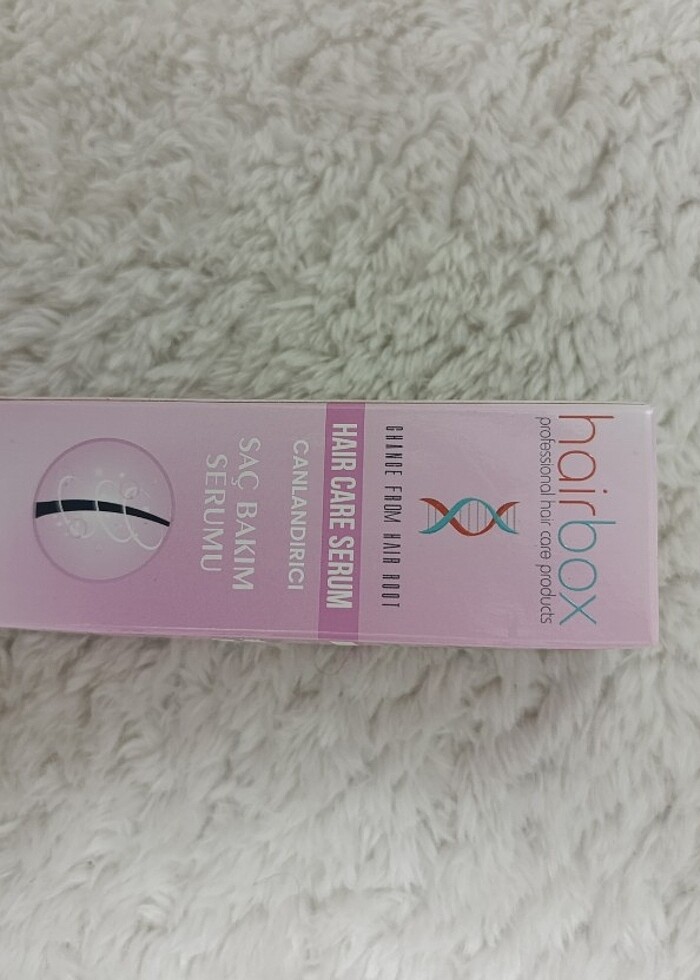 hairbox
professional hair care products
CHANGE FROM HAIR ROOT
HAIR CARE SERUM
CANLANDIRICI
SAÇ BAKIM
SERUMU